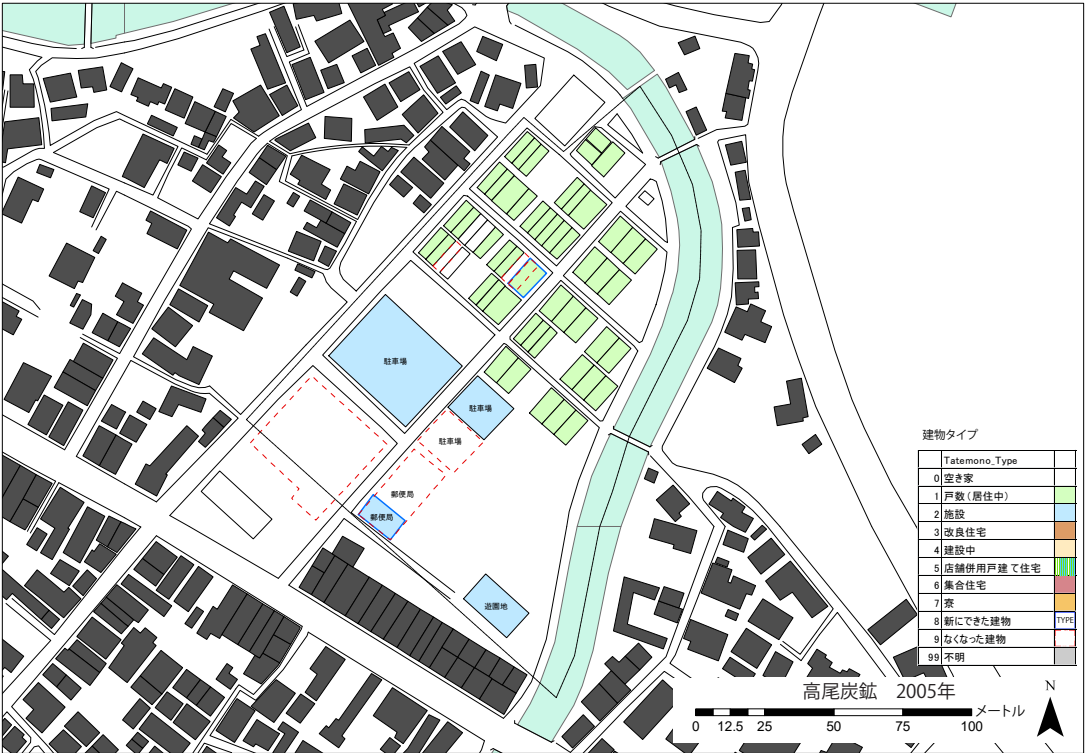 駐車場
駐車場
駐車場
郵便局
郵便局
遊園地
建物タイプ
Tatemono_Type
0 空き家
1 戸数(居住中)
2 施設
3 改良住宅
4 建設中
5 店舗併用戸建て住宅
6 集合住宅
7 寮
8 新にできた建物 TYPE
9 なくなった建物
99 不明
高尾炭鉱 2005年
N
メートル
0 12.5 25 50 75 100